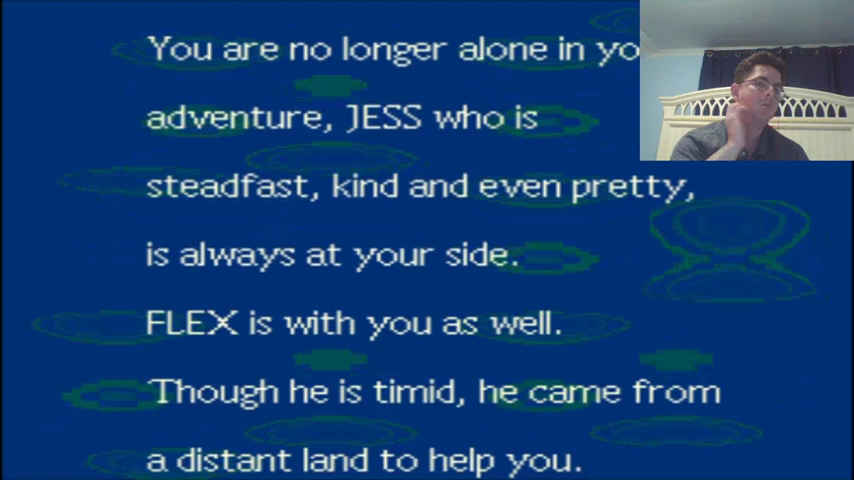 You are no longer alone in yo
adventure, JESS who is
steadfast, kind and even pretty,
is always at your side.
FLEX is with you as well.
Though he is timid, he came from
a distant land to help you.